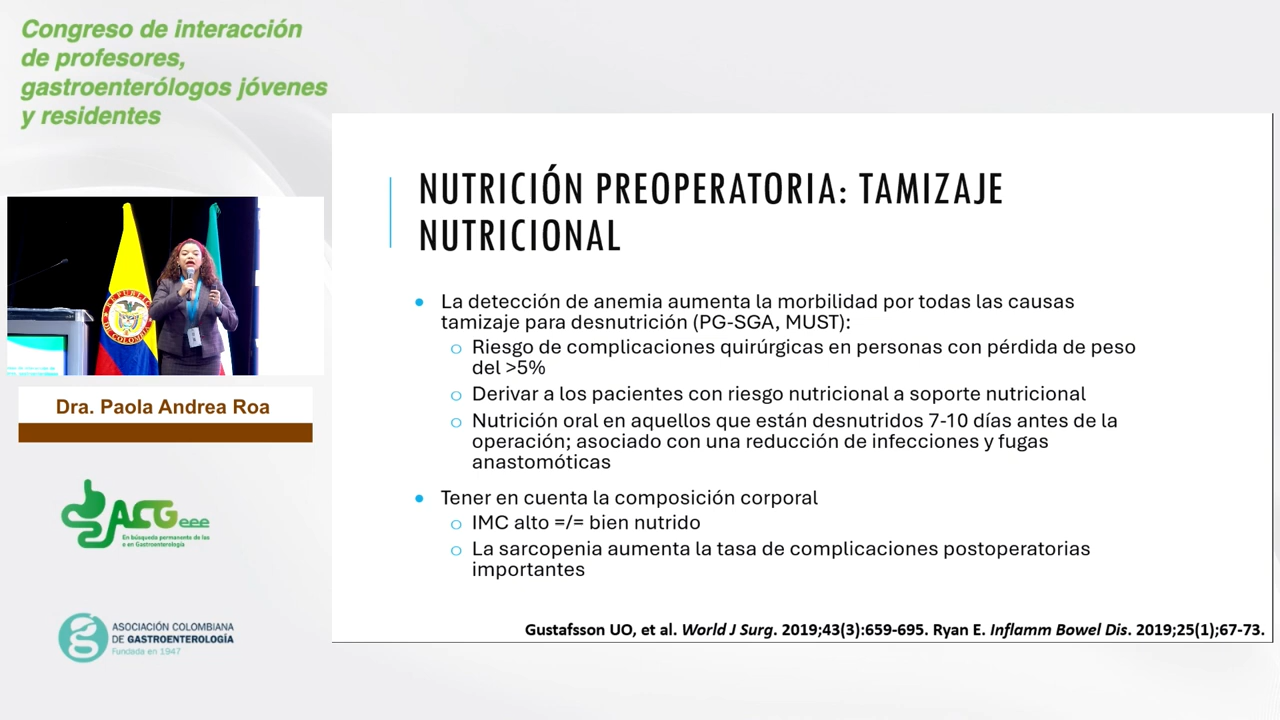 Congreso de interacción
de profesores,
gastroenterólogos jóvenes
y residentes
NUTRICIÓN PREOPERATORIA: TAMIZAJE
NUTRICIONAL
La detección de anemia aumenta la morbilidad por todas las causas
tamizaje para desnutrición (PG-SGA, MUST):
Riesgo de complicaciones quirúrgicas en personas con pérdida de peso
del >5%
Derivar a los pacientes con riesgo nutricional a soporte nutricional
Nutrición oral en aquellos que están desnutridos 7-10 días antes de la
operación; asociado con una reducción de infecciones y fugas
anastomóticas
Tener en cuenta la composición corporal
IMC alto =/= bien nutrido
La sarcopenia aumenta la tasa de complicaciones postoperatorias
importantes
Gustafsson UO, et al. World J Surg. 2019;43(3):659-695. Ryan E. Inflamm Bowel Dis. 2019;25(1);67-73.
REPÚBLICA
DE COLOMBIA
Dra. Paola Andrea Roa
ACGeee
En búsqueda permanente de las
e en Gastroenterología
ASOCIACIÓN COLOMBIANA
DE GASTROENTEROLOGÍA
Fundada en 1947